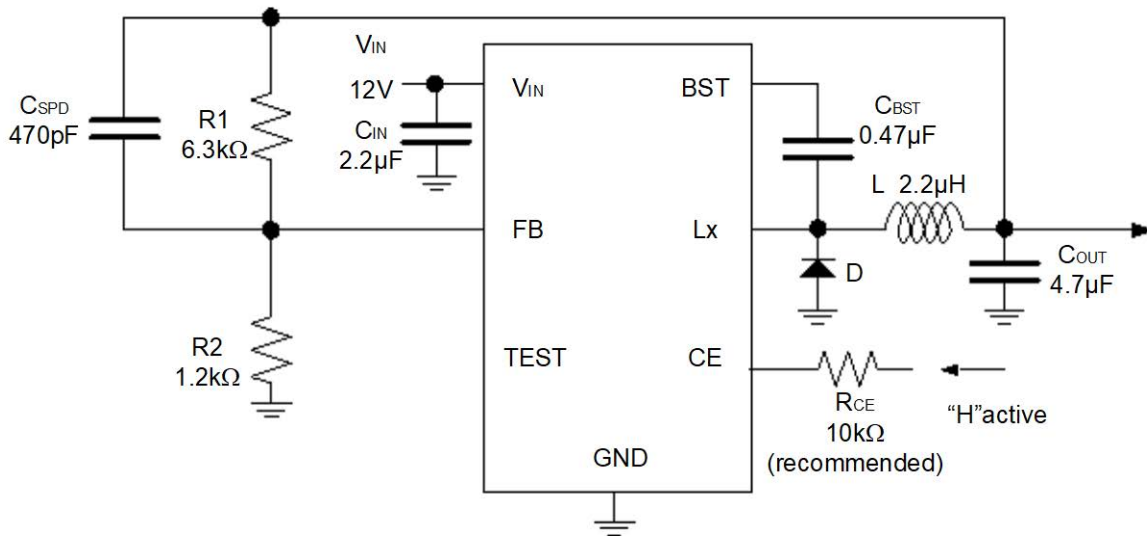 VIN
12V
CSPD
470pF
R1
6.3kΩ
CIN
2.2µF
VIN
BST
CBST
0.47µF
L 2.2µH
FB
Lx
D
COUT
4.7µF
R2
1.2kΩ
TEST
CE
RCE
10kΩ
(recommended)
“H”active
GND